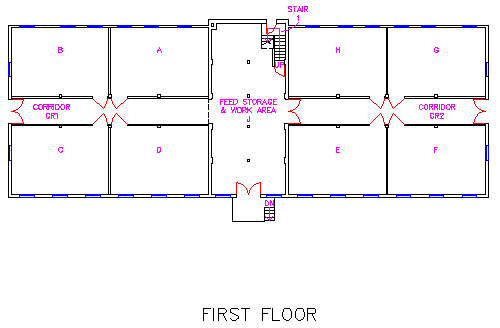 STAIR
1
B
A
H
G
UP
CORRIDOR
CR1
FEED STORAGE
& WORK AREA
J
CORRIDOR
CR2
C
D
E
F
DN
FIRST FLOOR